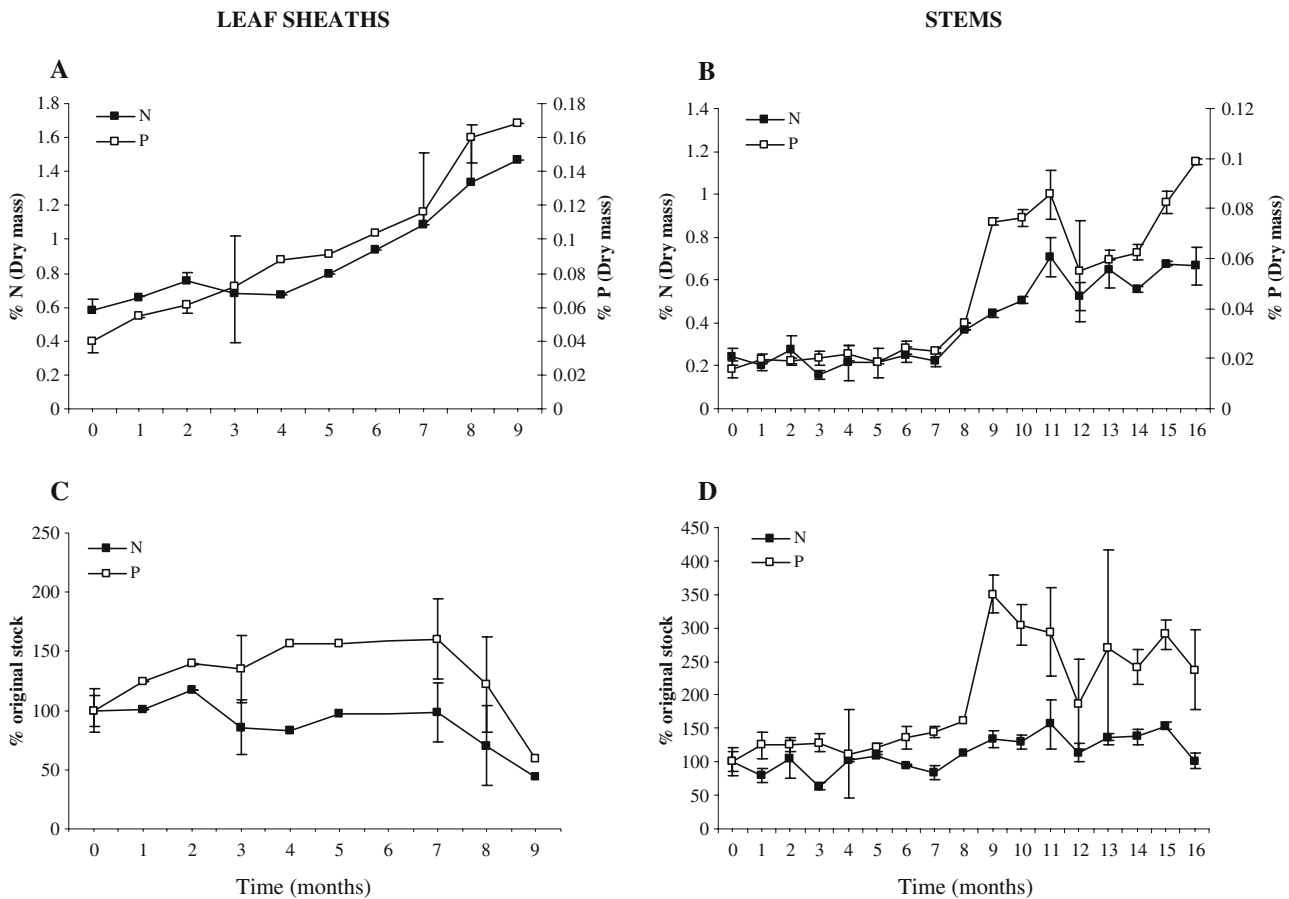 LEAF SHEATHS
STEMS
A
N
P
1.8
1.6
1.4
1.2
1
0.8
0.6
0.4
0.2
0
% N (Dry mass)
0.18
0.16
0.14
0.12
0.1
0.08
0.06
0.04
0.02
0
% P (Dry mass)
0 1 2 3 4 5 6 7 8 9
B
N
P
1.4
1.2
1
0.8
0.6
0.4
0.2
0
% N (Dry mass)
0.12
0.1
0.08
0.06
0.04
0.02
0
% P (Dry mass)
0 1 2 3 4 5 6 7 8 9 10 11 12 13 14 15 16
C
N
P
250
200
150
100
50
0
% original stock
0 1 2 3 4 5 6 7 8 9
Time (months)
D
N
P
450
400
350
300
250
200
150
100
50
0
% original stock
0 1 2 3 4 5 6 7 8 9 10 11 12 13 14 15 16
Time (months)